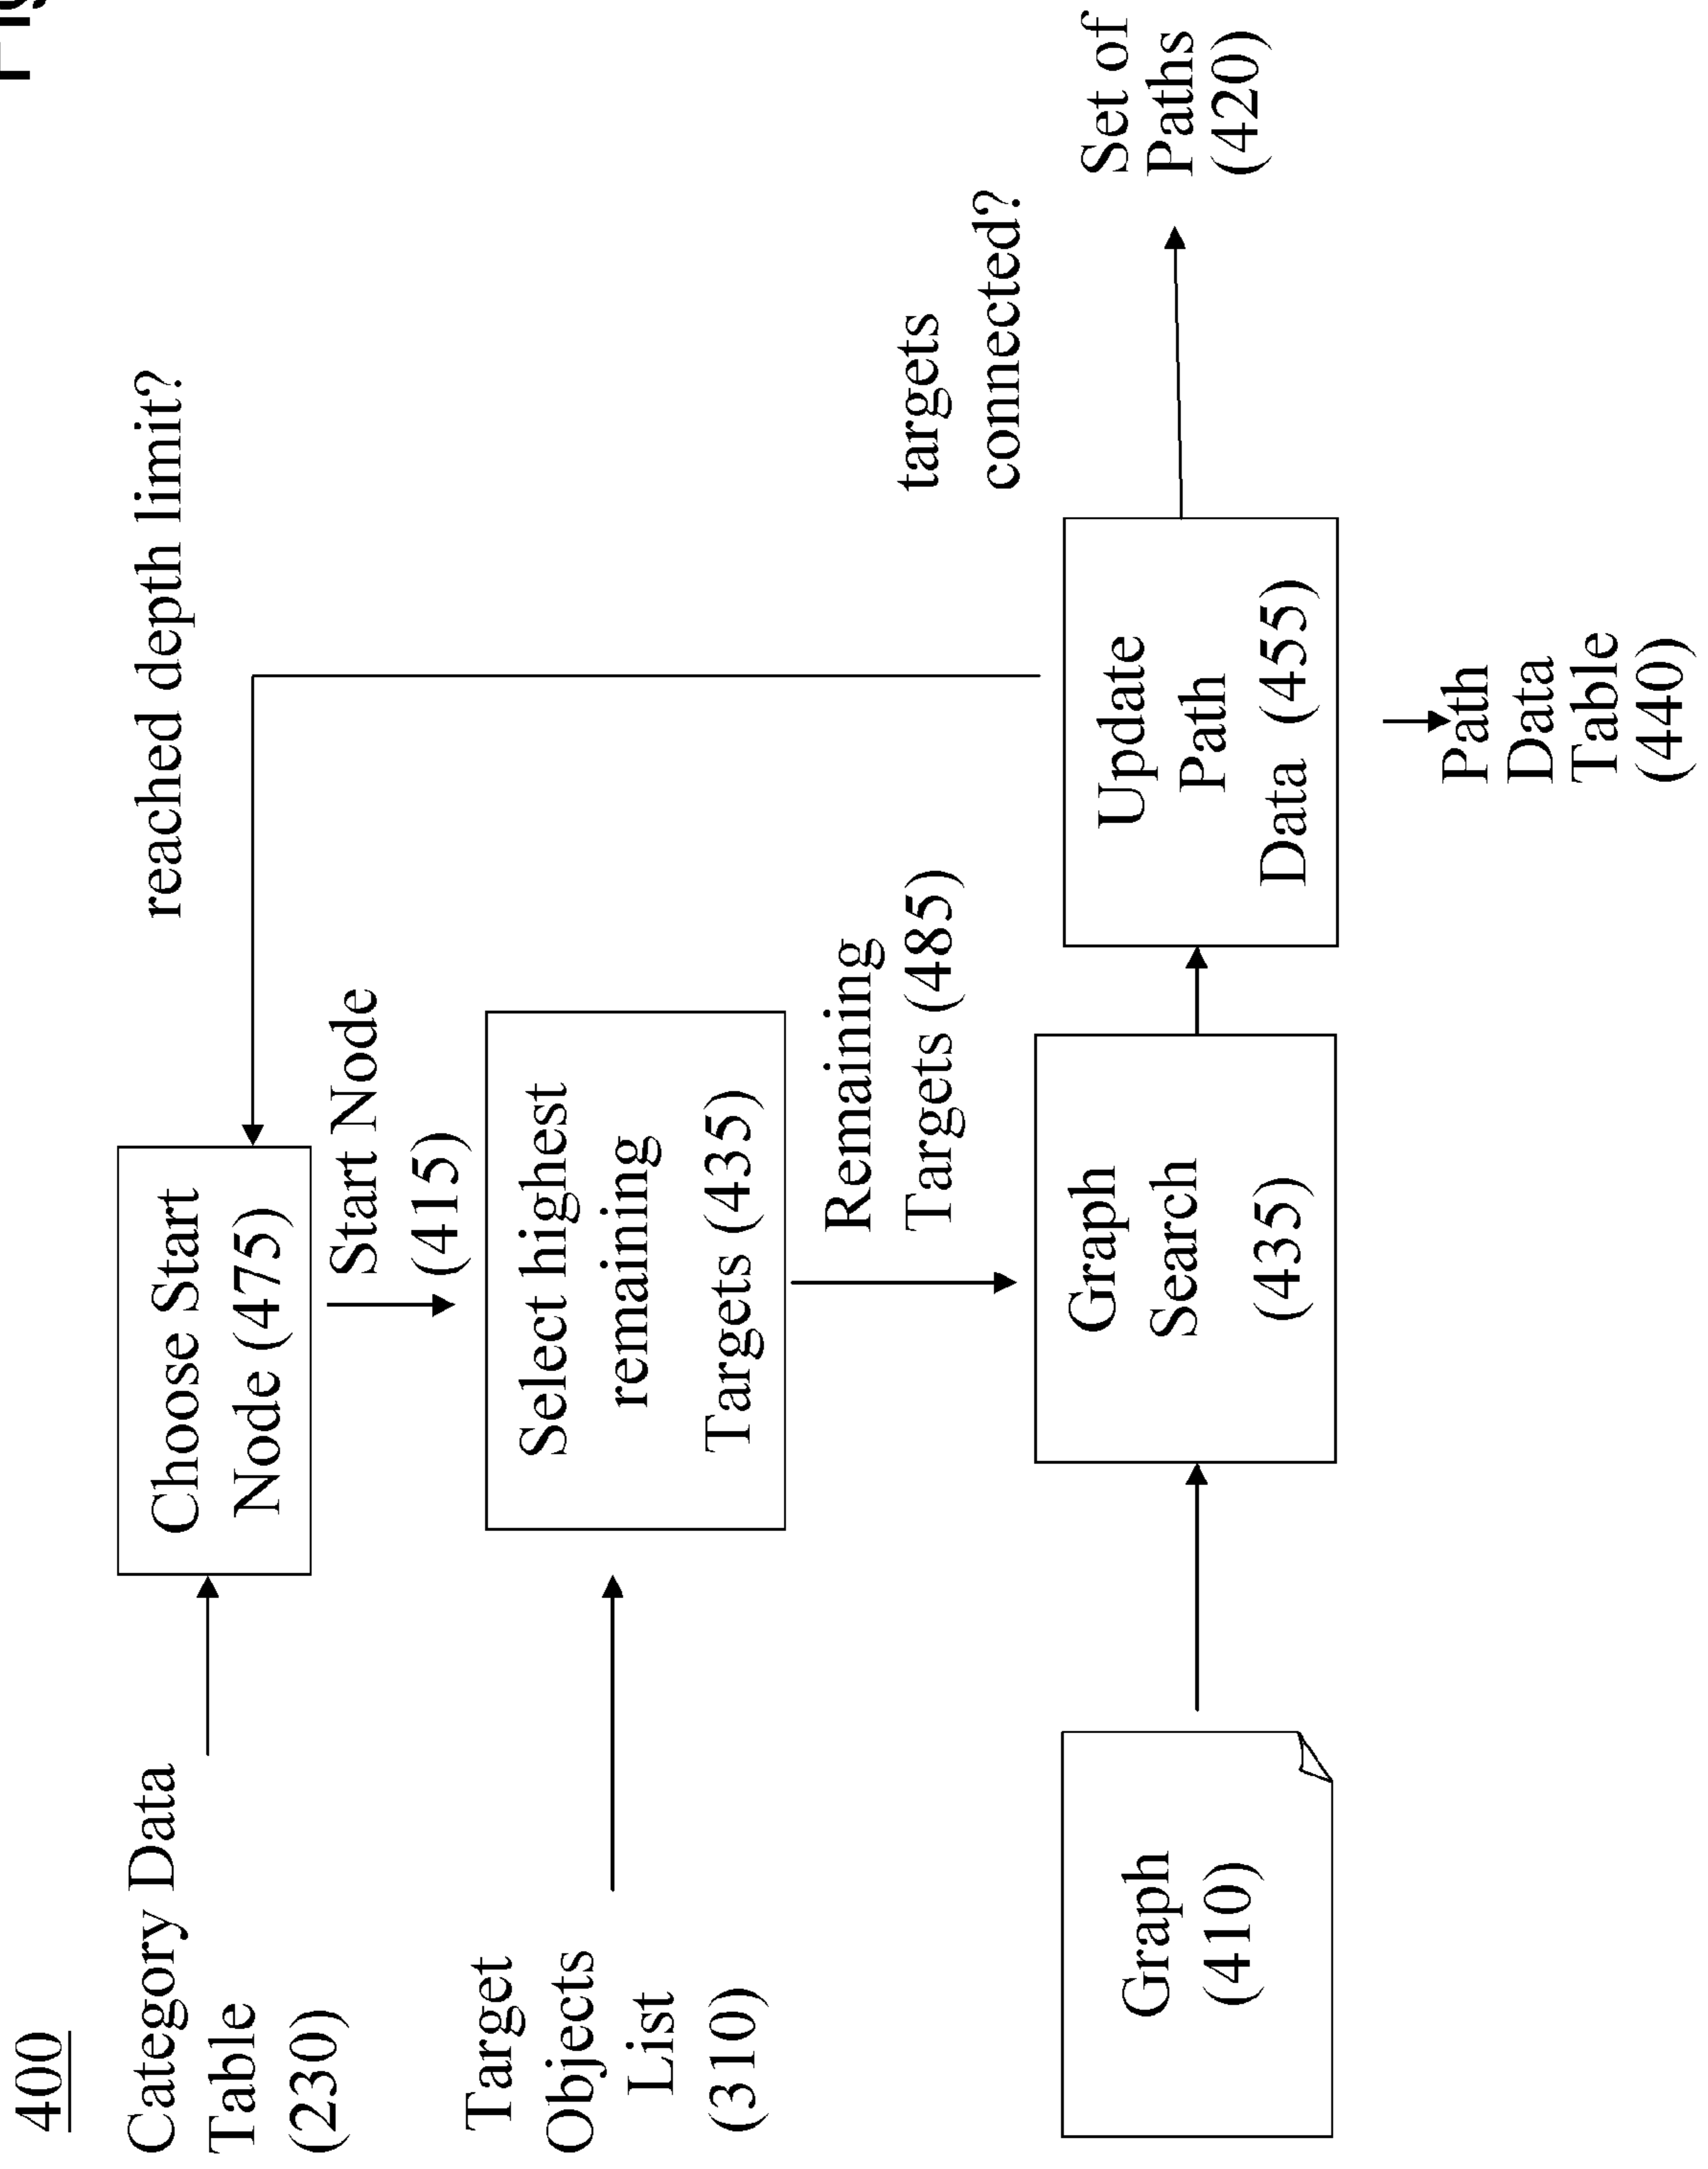 400
Category Data
Table
(230)
Choose Start
Node (475)
reached depth limit?
Start Node
(415)
Target
Objects
List
(310)
Select highest
remaining
Targets (435)
Remaining
Targets (485)
targets
connected?
Graph
(410)
Graph
Search
(435)
Update
Path
Data (455)
Set of
Paths
(420)
Path
Data
Table
(440)